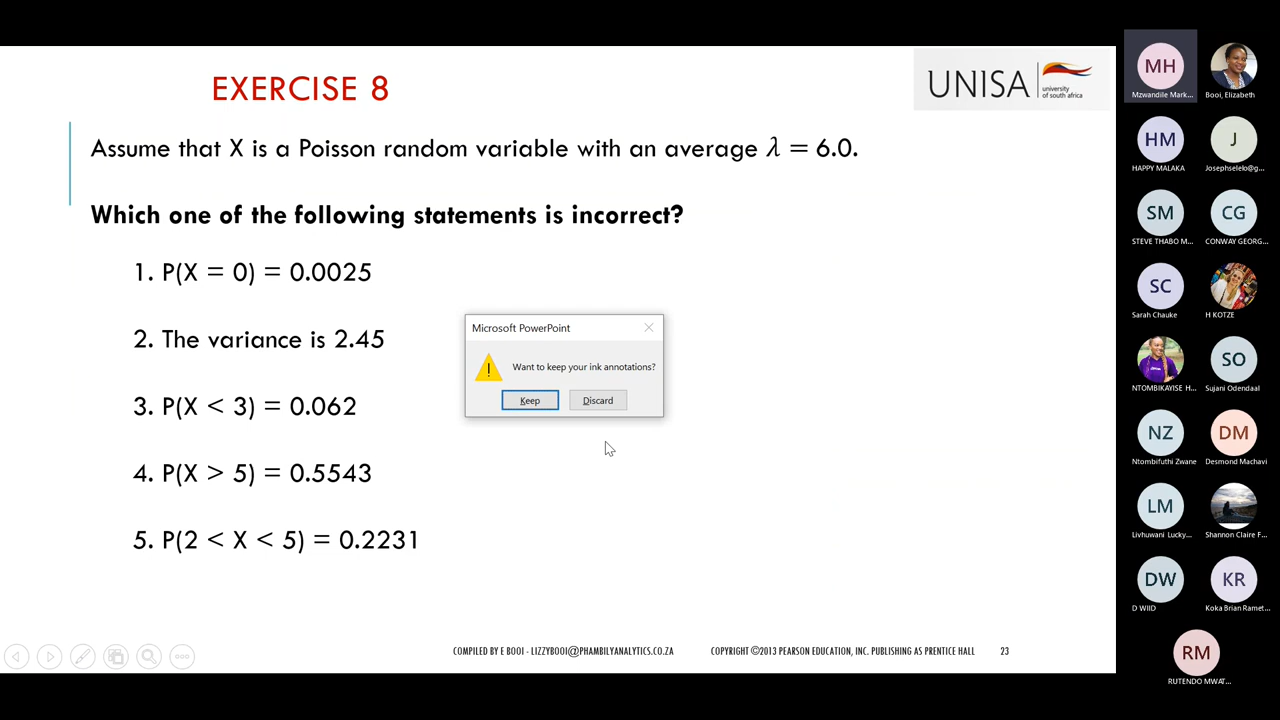 EXERCISE 8
UNISA
university
of south africa
Assume that X is a Poisson random variable with an average λ = 6.0.
Which one of the following statements is incorrect?
1. P(X = 0) = 0.0025
2. The variance is 2.45
3. P(X < 3) = 0.062
4. P(X > 5) = 0.5543
5. P(2 < X < 5) = 0.2231
Microsoft PowerPoint
Want to keep your ink annotations?
Keep
Discard
COMPILED BY E BOOI - LIZZYBOOI@PHAMBILYANALYTICS.CO.ZA
COPYRIGHT ©2013 PEARSON EDUCATION, INC. PUBLISHING AS PRENTICE HALL
23
MH
Mzwandile Mark...
Booi, Elizabeth
HM
HAPPY MALAKA
J
Josephselelo@g...
SM
STEVE THABO M...
CG
CONWAY GEORG...
SC
Sarah Chauke
H KOTZE
NTOMBIKAYISE H...
SO
Sujani Odendaal
NZ
Ntombifuthi Zwane
DM
Desmond Machavi
LM
Livhuwani Lucky...
Shannon Claire F...
DW
D WIID
KR
Koka Brian Ramet...
RM
RUTENDO MWAT...